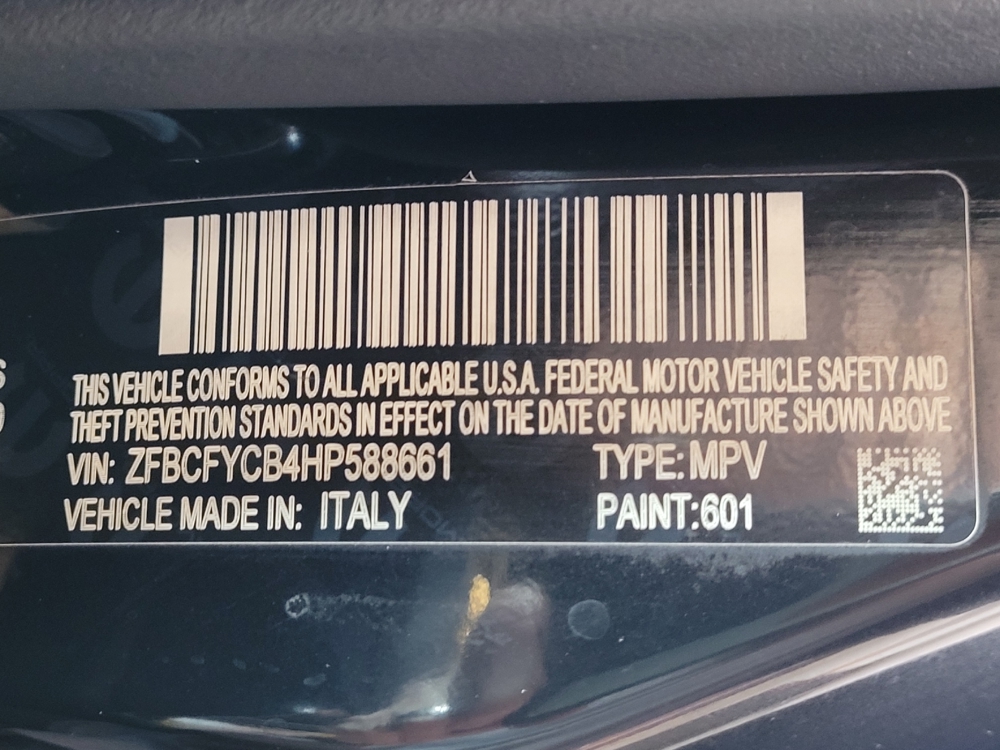 THIS VEHICLE CONFORMS TO ALL APPLICABLE U.S.A. FEDERAL MOTOR VEHICLE SAFETY AND
THEFT PREVENTION STANDARDS IN EFFECT ON THE DATE OF MANUFACTURE SHOWN ABOVE
VIN: ZFBCFYCB4HP588661 TYPE: MPV
VEHICLE MADE IN: ITALY PAINT:601